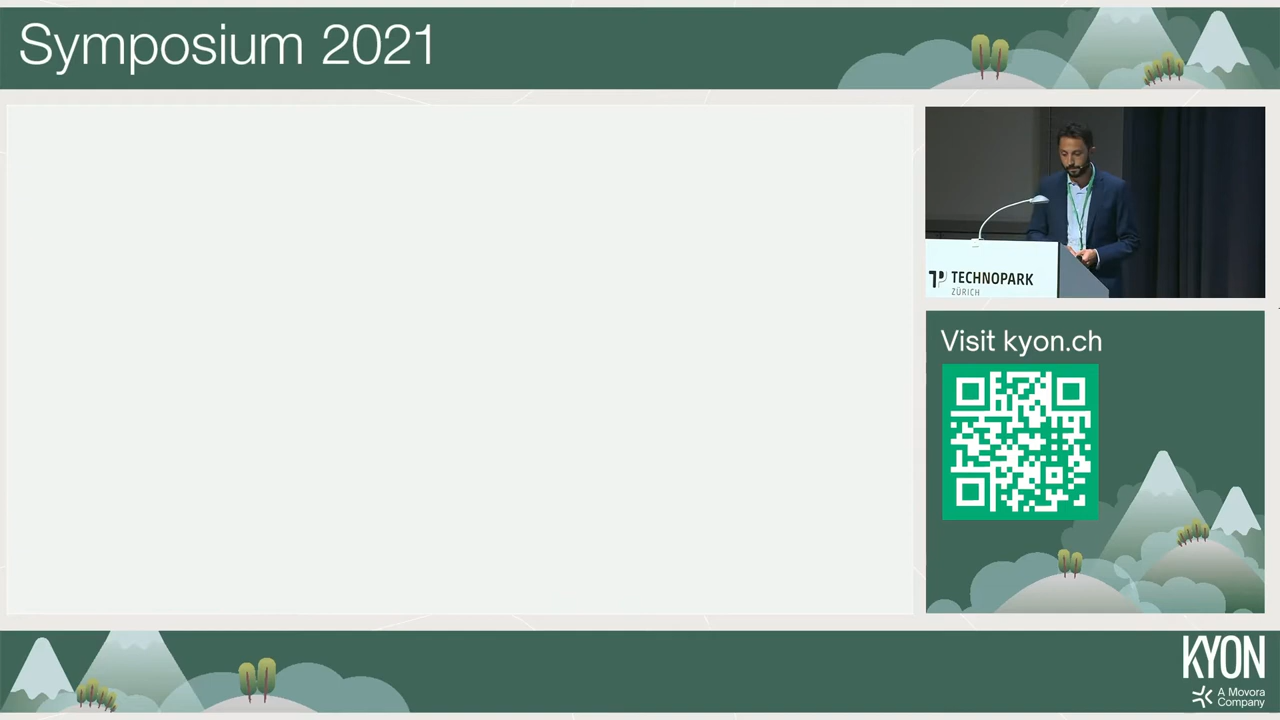 Symposium 2021
TECHNOPARK
ZÜRICH
Visit kyon.ch
KYON
A Movora
Company